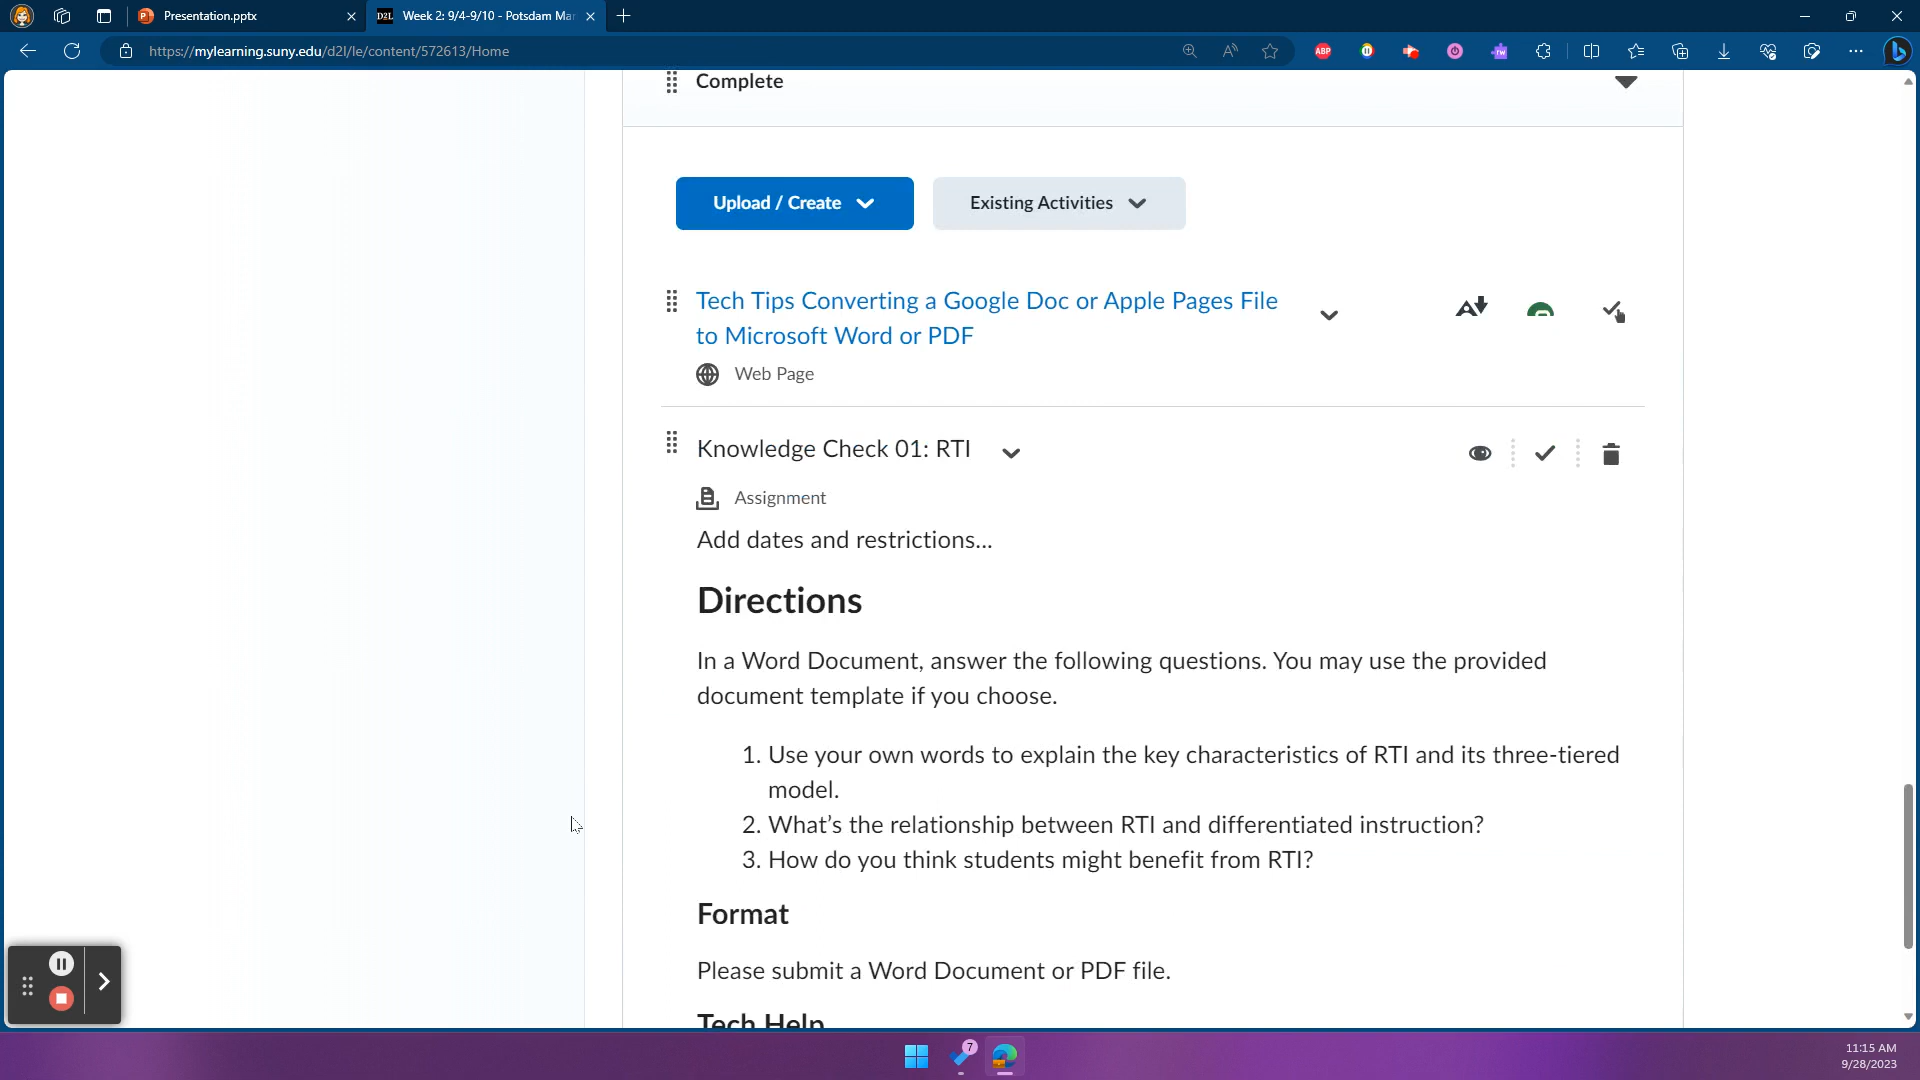 Presentation.pptx
D2L Week 2: 9/4-9/10 - Potsdam Ma
https://mylearning.suny.edu/d2l/le/content/572613/Home
ABP
rw
Complete
Upload / Create
Existing Activities
Tech Tips Converting a Google Doc or Apple Pages File
to Microsoft Word or PDF
Web Page
Knowledge Check 01: RTI
Assignment
Add dates and restrictions...
Directions
In a Word Document, answer the following questions. You may use the provided
document template if you choose.
1. Use your own words to explain the key characteristics of RTI and its three-tiered
model.
2. What's the relationship between RTI and differentiated instruction?
3. How do you think students might benefit from RTI?
Format
Please submit a Word Document or PDF file.
Tech Help
7
11:15 AM
9/28/2023